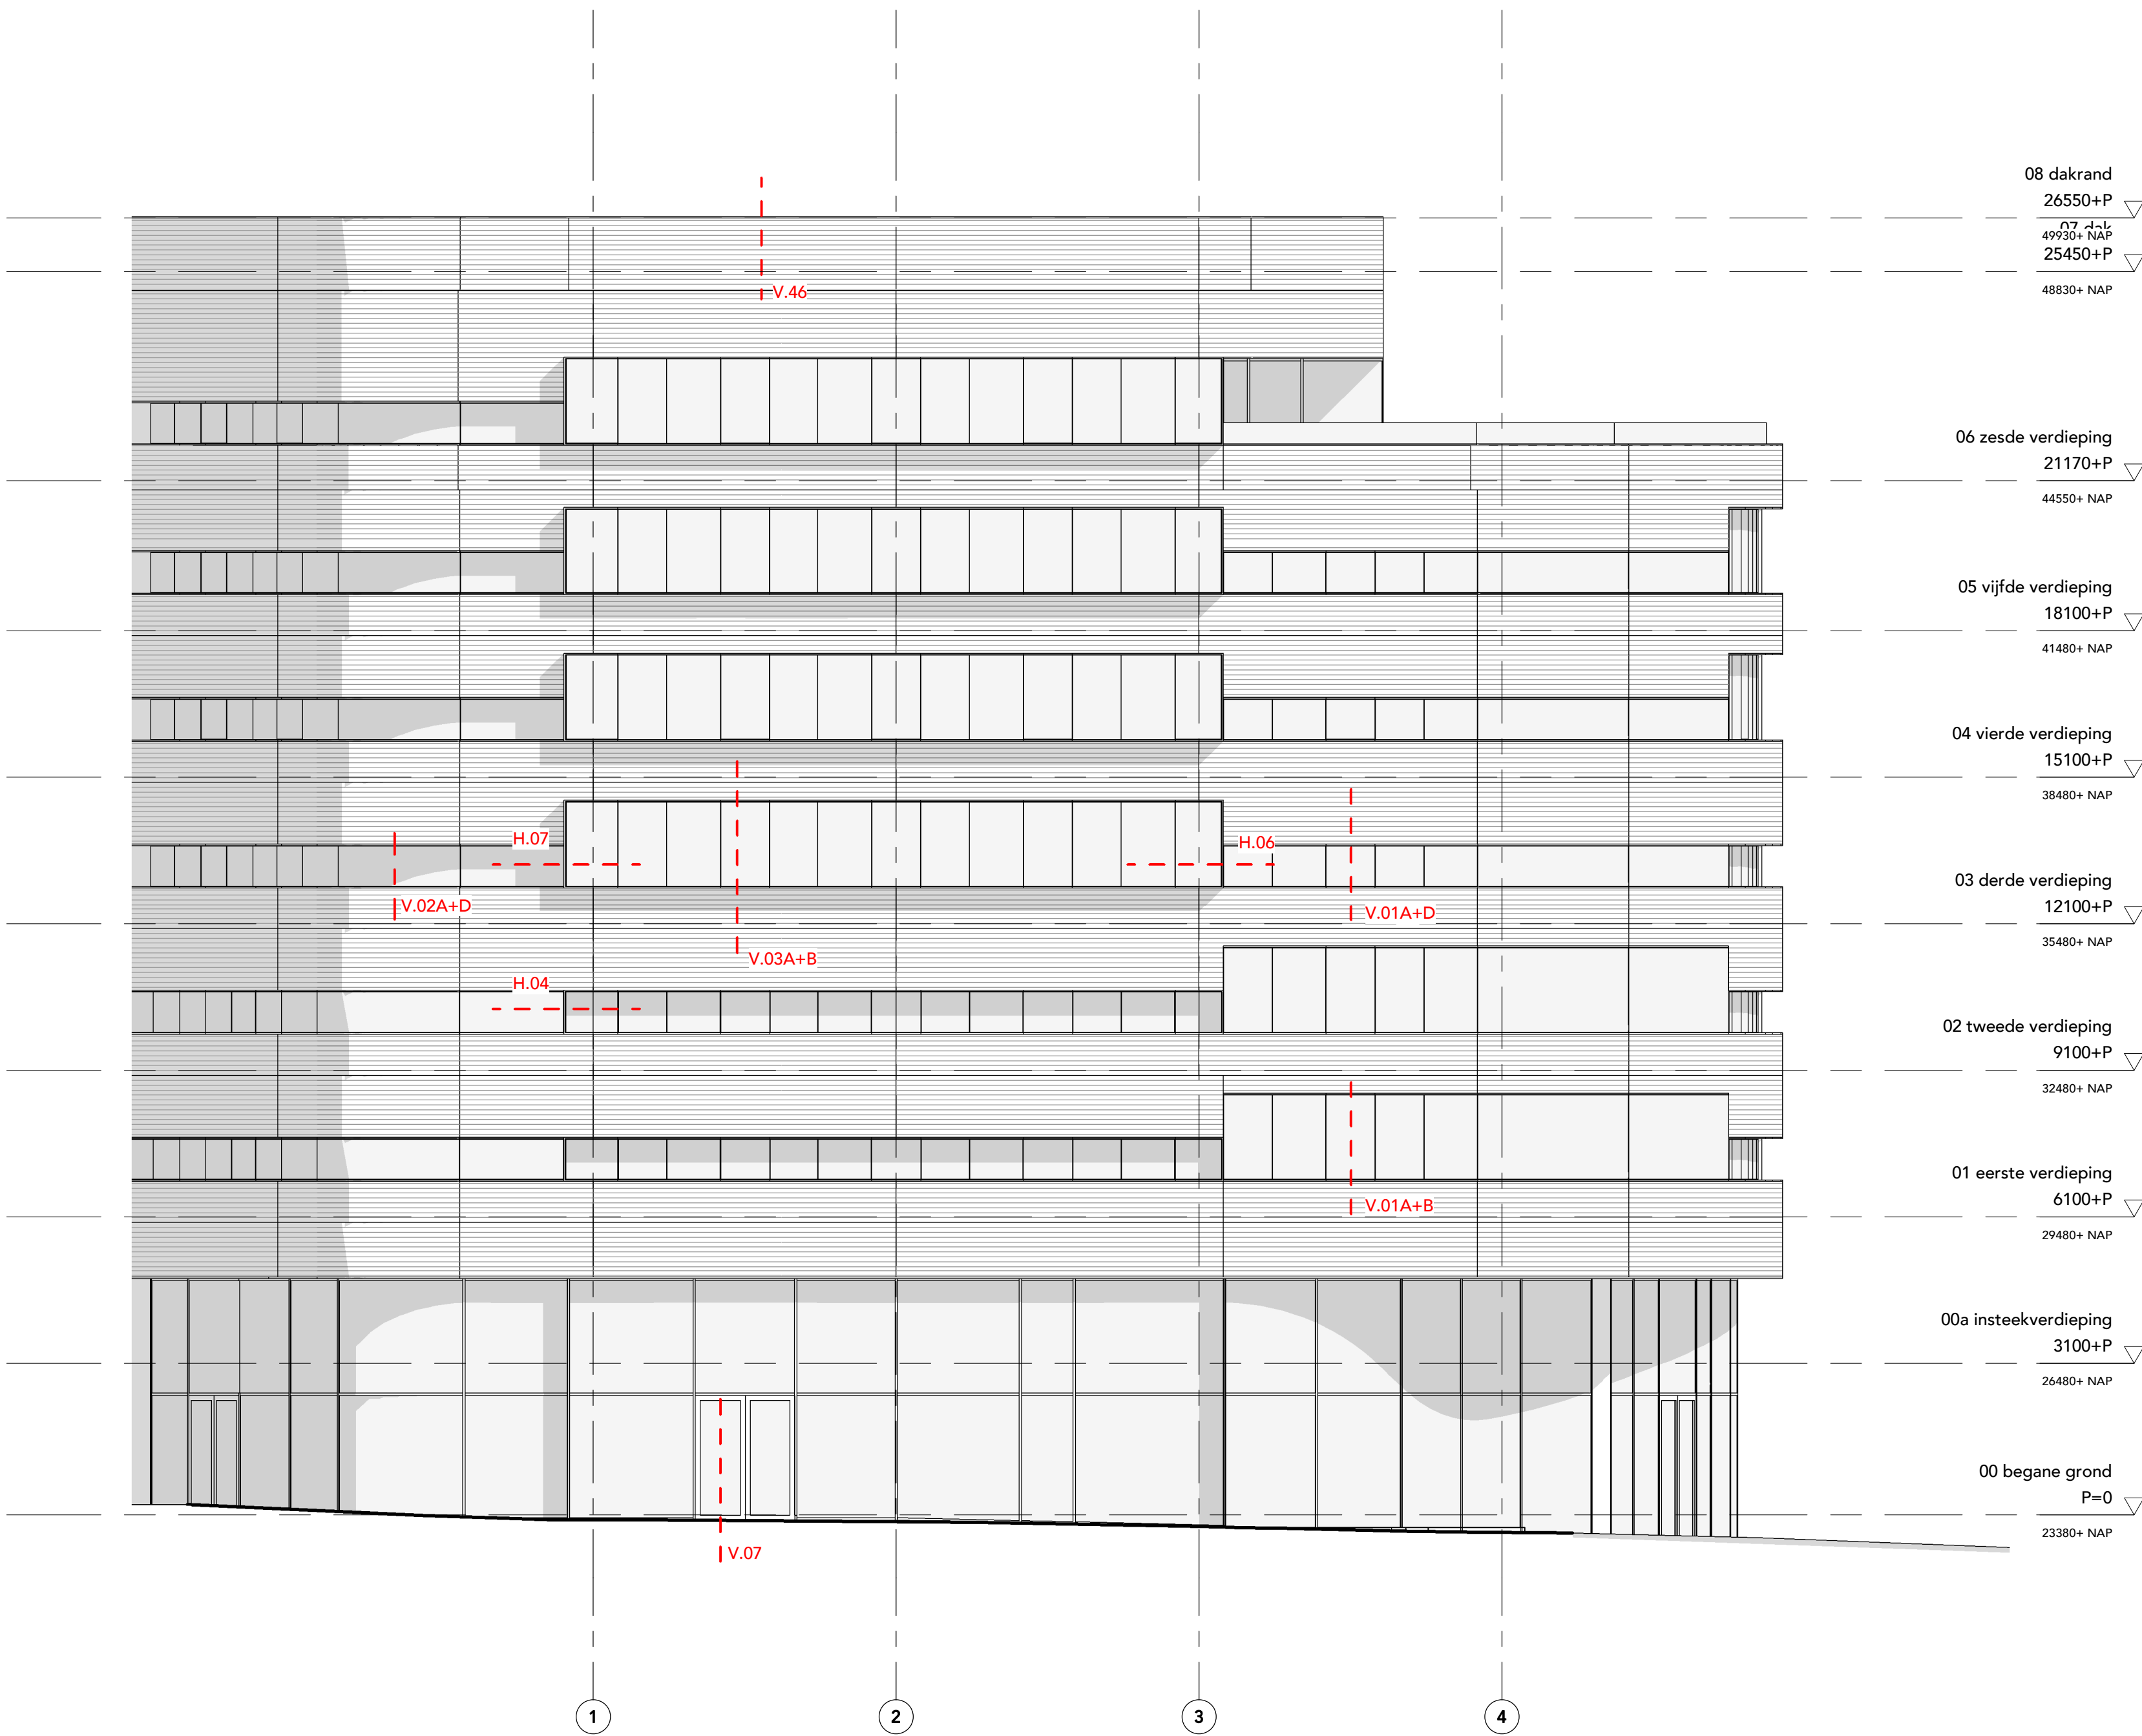 08 dakrand
26550+P
07 dak
49930+ NAP
25450+P
V.46
48830+ NAP
06 zesde verdieping
21170+P
44550+ NAP
05 vijfde verdieping
18100+P
41480+ NAP
04 vierde verdieping
15100+P
38480+ NAP
H.07
H.06
03 derde verdieping
12100+P
V.02A+D
V.01A+D
35480+ NAP
V.03A+B
H.04
02 tweede verdieping
9100+P
32480+ NAP
01 eerste verdieping
6100+P
V.01A+B
29480+ NAP
00a insteekverdieping
3100+P
26480+ NAP
00 begane grond
P=0
23380+ NAP
V.07
1 2 3 4